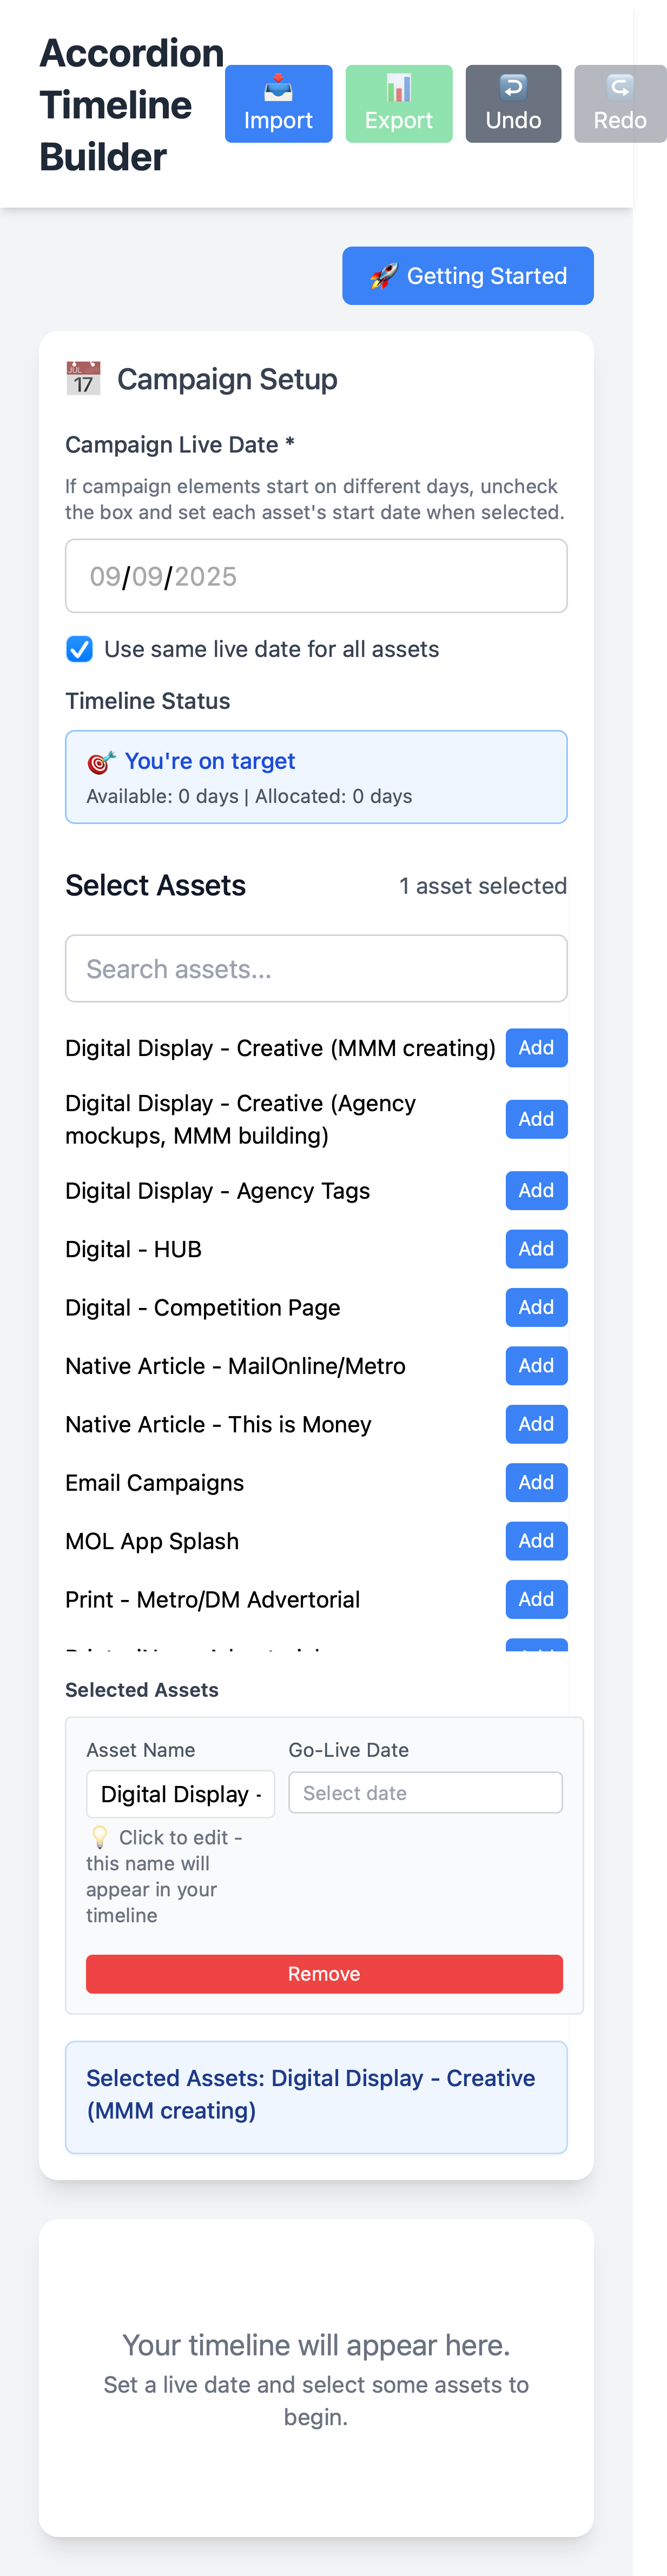 Accordion
Timeline
Builder
Import
Export
Undo
Redo
Getting Started
JUL
17
Campaign Setup
Campaign Live Date *
If campaign elements start on different days, uncheck
the box and set each asset's start date when selected.
09/09/2025
Use same live date for all assets
Timeline Status
You're on target
Available: 0 days | Allocated: 0 days
Select Assets
1 asset selected
Search assets...
Digital Display - Creative (MMM creating)
Add
Digital Display - Creative (Agency
mockups, MMM building)
Add
Digital Display - Agency Tags
Add
Digital - HUB
Add
Digital - Competition Page
Add
Native Article - MailOnline/Metro
Add
Native Article - This is Money
Add
Email Campaigns
Add
MOL App Splash
Add
Print - Metro/DM Advertorial
Add
Selected Assets
Asset Name
Go-Live Date
Digital Display -
Select date
Click to edit -
this name will
appear in your
timeline
Remove
Selected Assets: Digital Display - Creative
(MMM creating)
Your timeline will appear here.
Set a live date and select some assets to
begin.